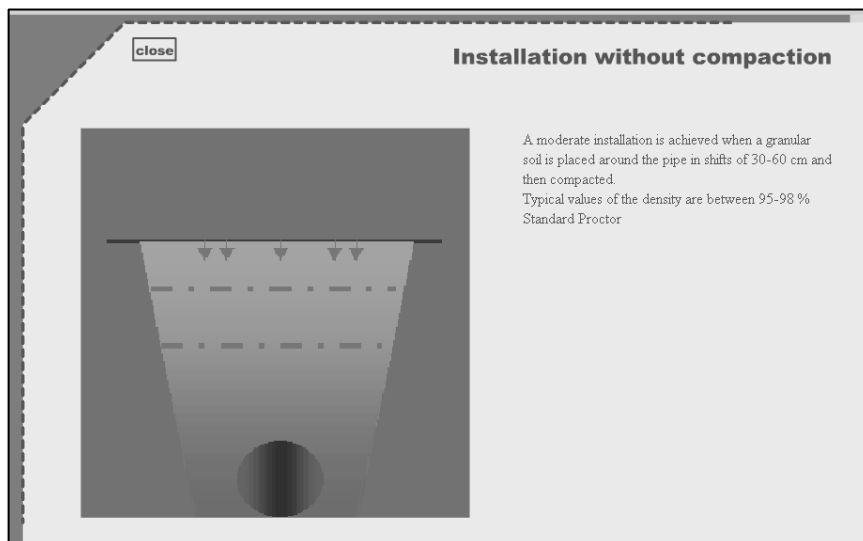 close
Installation without compaction
A moderate installation is achieved when a granular
soil is placed around the pipe in shifts of 30-60 cm and
then compacted.
Typical values of the density are between 95-98 %
Standard Proctor